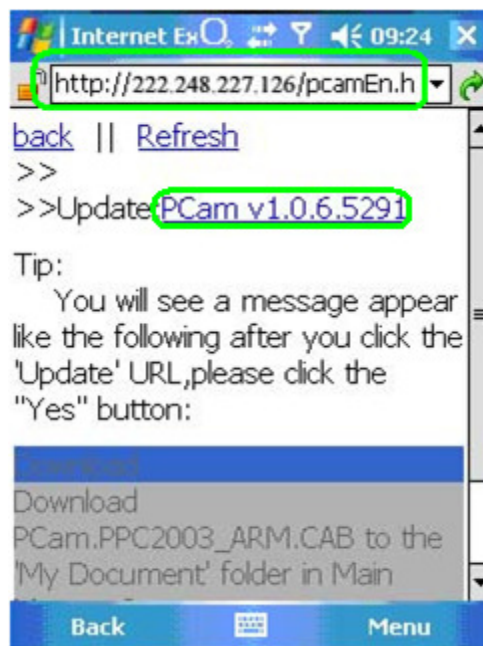 Internet Ex 09:24
http://222.248.227.126/pcamEn.h
back || Refresh
>>
>>Update:PCam v1.0.6.5291
Tip:
You will see a message appear
like the following after you click the
'Update' URL,please click the
"Yes" button:
Download
Download
PCam.PPC2003_ARM.CAB to the
'My Document' folder in Main
Back Menu